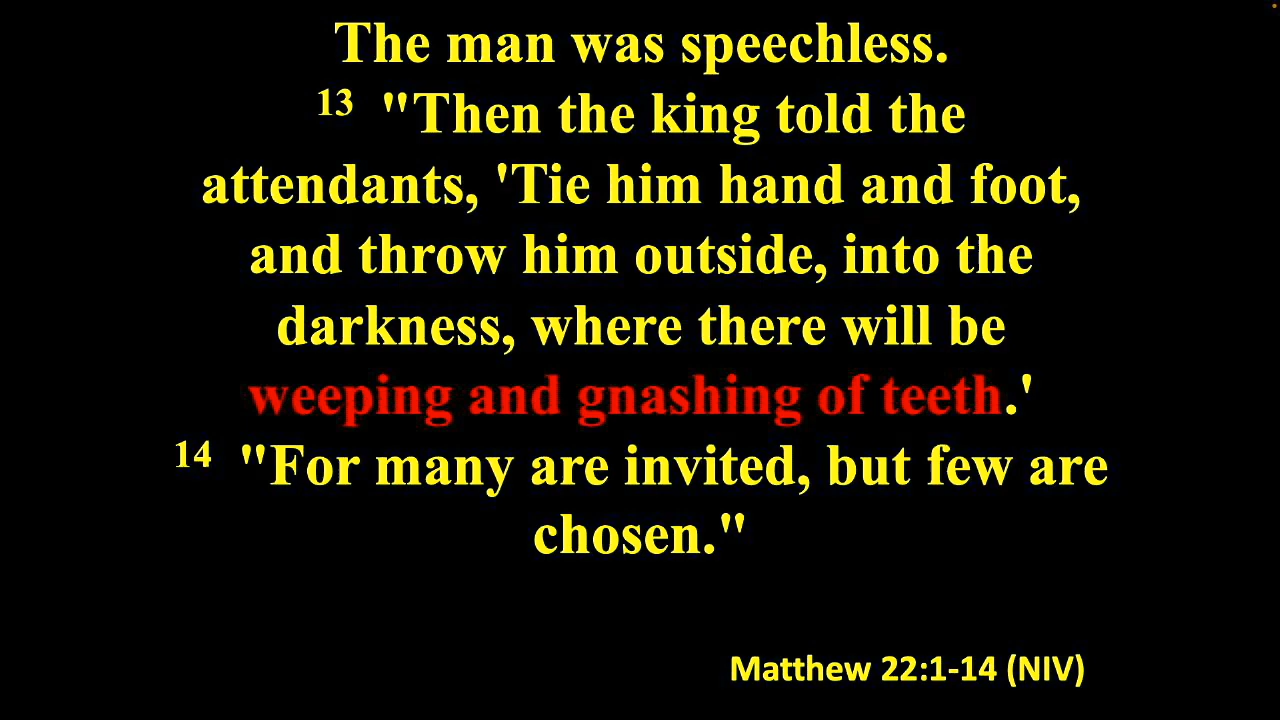 The man was speechless.
13 "Then the king told the
attendants, 'Tie him hand and foot,
and throw him outside, into the
darkness, where there will be
weeping and gnashing of teeth.'
14 "For many are invited, but few are
chosen."
Matthew 22:1-14 (NIV)